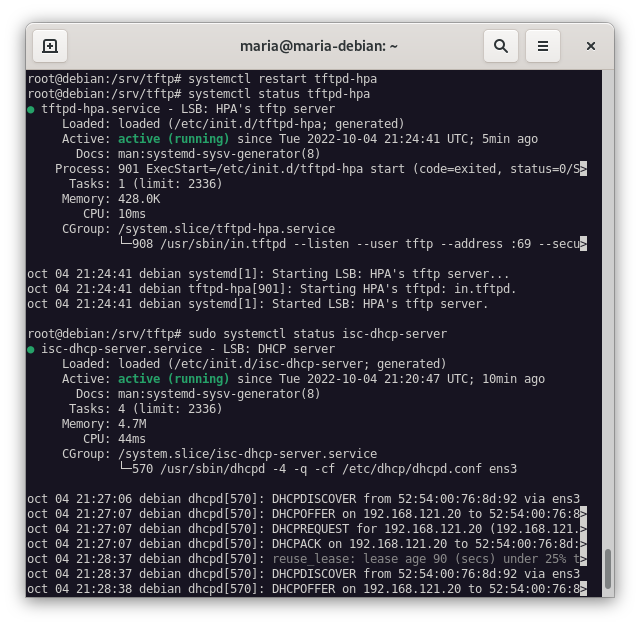 maria@maria-debian: ~
root@debian:/srv/tftp# systemctl restart tftpd-hpa
root@debian:/srv/tftp# systemctl status tftpd-hpa
● tftpd-hpa.service - LSB: HPA's tftp server
     Loaded: loaded (/etc/init.d/tftpd-hpa; generated)
     Active: active (running) since Tue 2022-10-04 21:24:41 UTC; 5min ago
       Docs: man:systemd-sysv-generator(8)
    Process: 901 ExecStart=/etc/init.d/tftpd-hpa start (code=exited, status=0/S>
      Tasks: 1 (limit: 2336)
     Memory: 428.0K
        CPU: 10ms
     CGroup: /system.slice/tftpd-hpa.service
             └─908 /usr/sbin/in.tftpd --listen --user tftp --address :69 --secu>
oct 04 21:24:41 debian systemd[1]: Starting LSB: HPA's tftp server...
oct 04 21:24:41 debian tftpd-hpa[901]: Starting HPA's tftpd: in.tftpd.
oct 04 21:24:41 debian systemd[1]: Started LSB: HPA's tftp server.
root@debian:/srv/tftp# sudo systemctl status isc-dhcp-server
● isc-dhcp-server.service - LSB: DHCP server
     Loaded: loaded (/etc/init.d/isc-dhcp-server; generated)
     Active: active (running) since Tue 2022-10-04 21:20:47 UTC; 10min ago
       Docs: man:systemd-sysv-generator(8)
      Tasks: 4 (limit: 2336)
     Memory: 4.7M
        CPU: 44ms
     CGroup: /system.slice/isc-dhcp-server.service
             └─570 /usr/sbin/dhcpd -4 -q -cf /etc/dhcp/dhcpd.conf ens3
oct 04 21:27:06 debian dhcpd[570]: DHCPDISCOVER from 52:54:00:76:8d:92 via ens3
oct 04 21:27:07 debian dhcpd[570]: DHCPOFFER on 192.168.121.20 to 52:54:00:76:8>
oct 04 21:27:07 debian dhcpd[570]: DHCPREQUEST for 192.168.121.20 (192.168.121.>
oct 04 21:27:07 debian dhcpd[570]: DHCPACK on 192.168.121.20 to 52:54:00:76:8d:>
oct 04 21:28:37 debian dhcpd[570]: reuse_lease: lease age 90 (secs) under 25% t>
oct 04 21:28:37 debian dhcpd[570]: DHCPDISCOVER from 52:54:00:76:8d:92 via ens3
oct 04 21:28:38 debian dhcpd[570]: DHCPOFFER on 192.168.121.20 to 52:54:00:76:8>